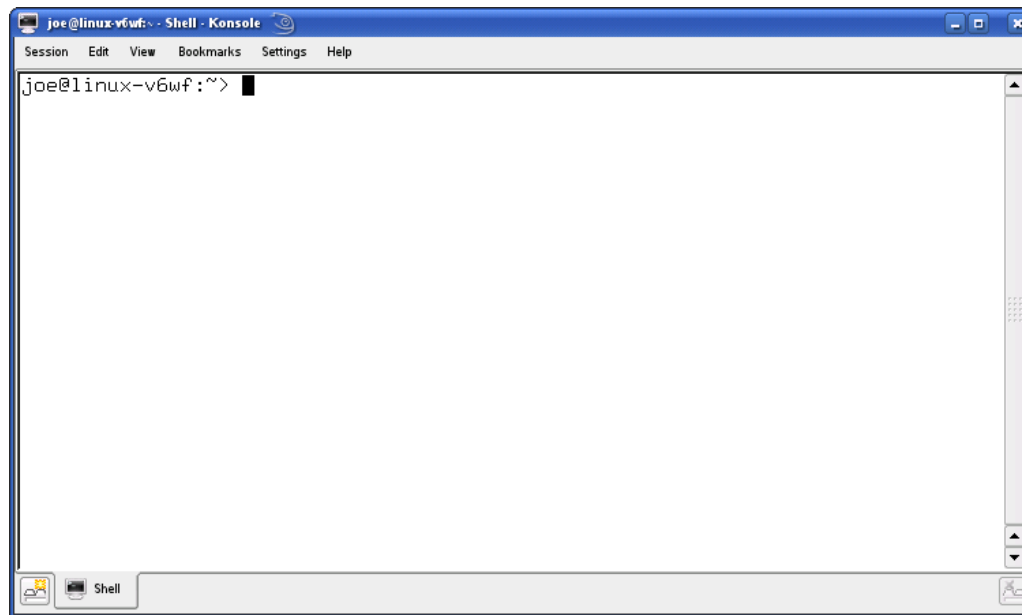 joe@linux-v6wf:~ - Shell - Konsole
Session Edit View Bookmarks Settings Help
joe@linux-v6wf:~>
Shell